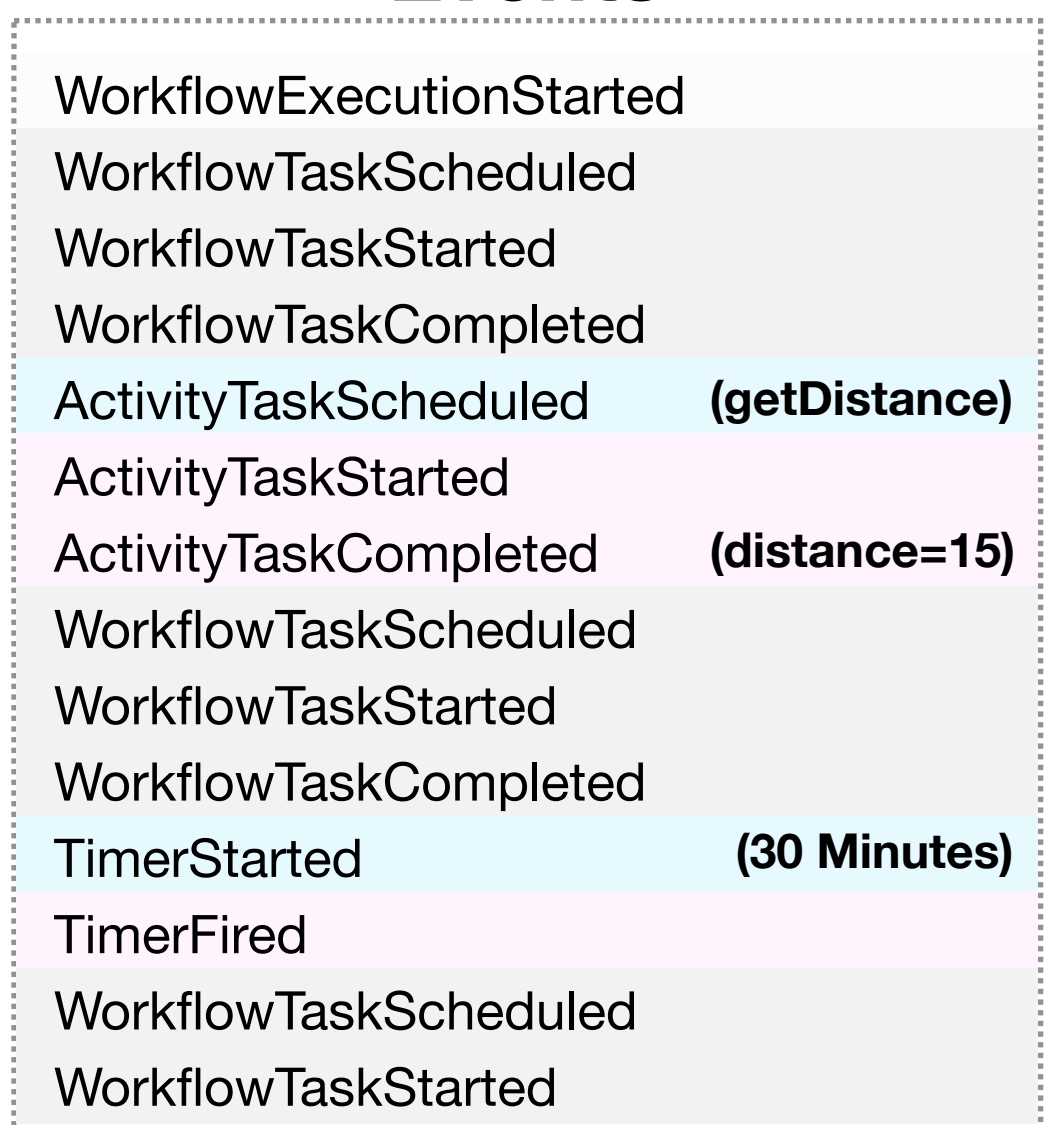 WorkflowExecutionStarted
WorkflowTaskScheduled
WorkflowTaskStarted
WorkflowTaskCompleted
ActivityTaskScheduled (getDistance)
ActivityTaskStarted
ActivityTaskCompleted (distance=15)
WorkflowTaskScheduled
WorkflowTaskStarted
WorkflowTaskCompleted
TimerStarted (30 Minutes)
TimerFired
WorkflowTaskScheduled
WorkflowTaskStarted